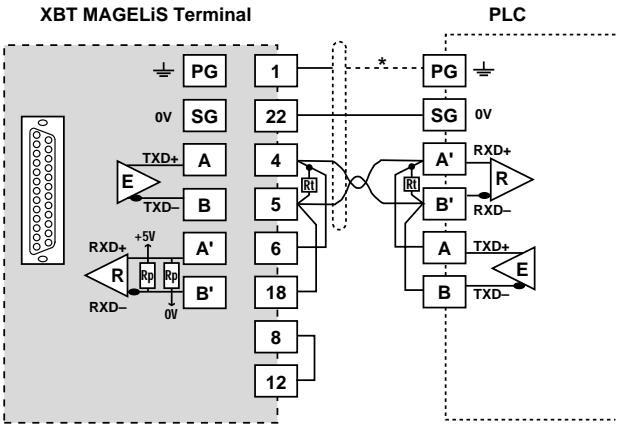 XBT MAGELiS Terminal
PLC
PG
1
*
PG
0V
SG
22
SG
0V
TXD+
A
4
A'
RXD+
E
Rt
Rt
R
TXD–
B
5
B'
RXD–
RXD+
+5V
A'
6
A
TXD+
R
Rp
Rp
E
RXD–
0V
B'
18
B
TXD–
8
12